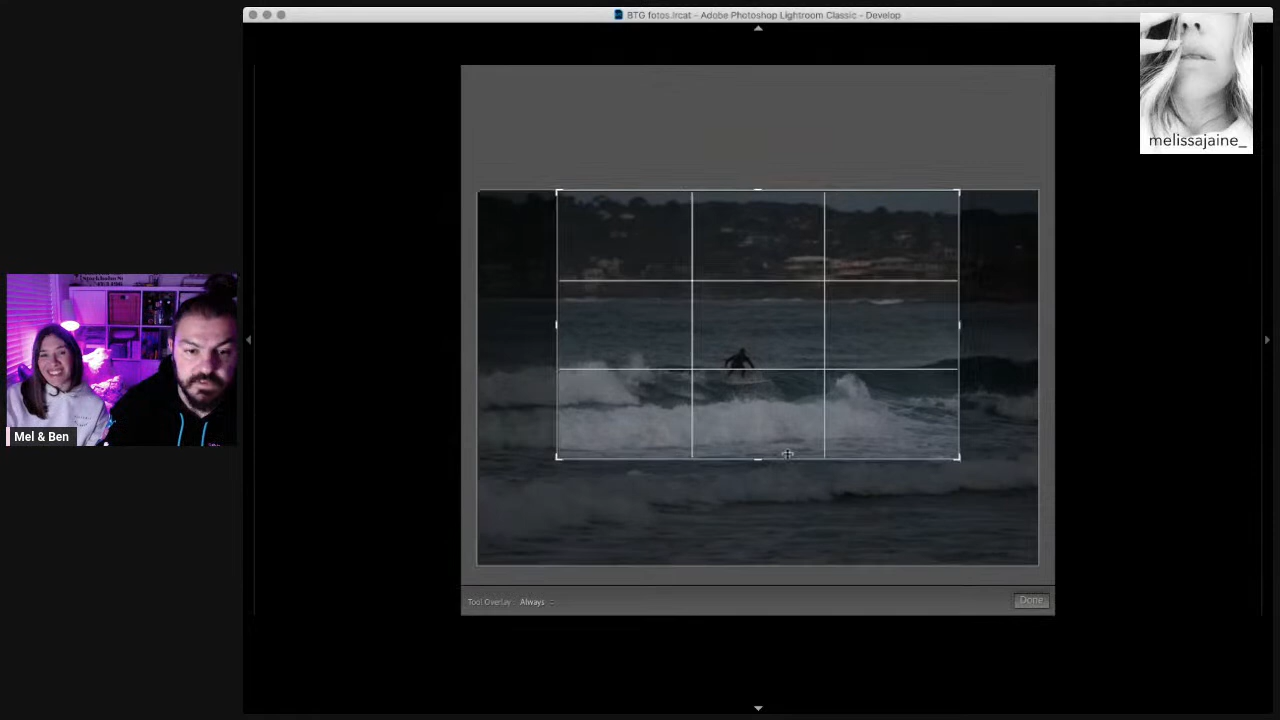 BTG fotos.lrcat - Adobe Photoshop Lightroom Classic - Develop
melissajaine_
Mel & Ben
Tool Overlay: Always
Done